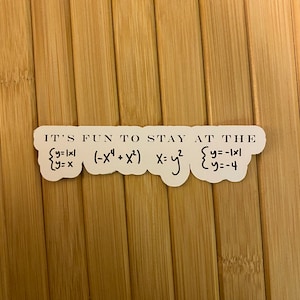 IT'S FUN TO STAY AT THE
{y=|x| y=x (-x⁴+x²) x=y² {y=-|x| y=-4